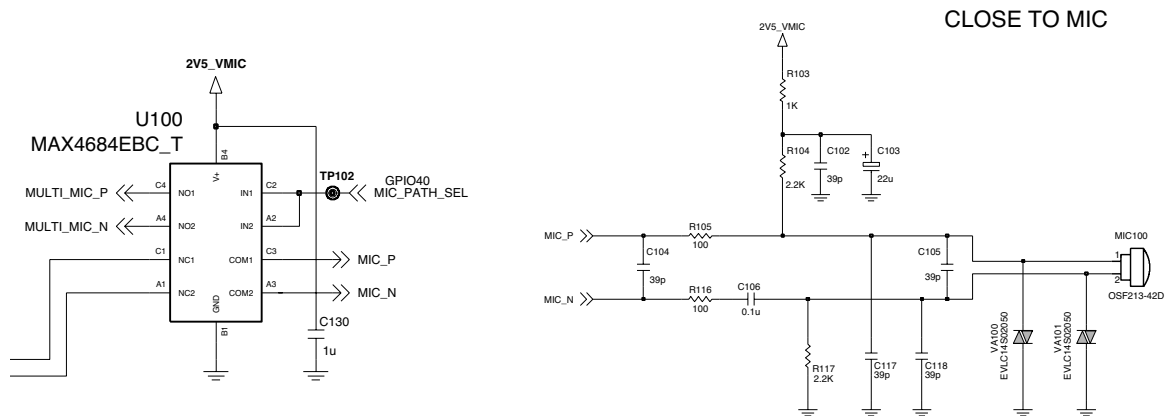 CLOSE TO MIC
2V5_VMIC
U100
MAX4684EBC_T
B4
V+
MULTI_MIC_P
C4
NO1
IN1
C2
TP102
GPIO40
MIC_PATH_SEL
MULTI_MIC_N
A4
NO2
IN2
A2
C1
NC1
COM1
C3
MIC_P
A1
NC2
COM2
A3
MIC_N
GND
B1
C130
1u
2V5_VMIC
R103
1K
R104
2.2K
C102
39p
+
C103
22u
MIC_P
R105
100
C104
39p
C105
39p
MIC100
1
2
OSF213-42D
MIC_N
R116
100
C106
0.1u
R117
2.2K
C117
39p
C118
39p
VA100
EVLC14S02050
VA101
EVLC14S02050